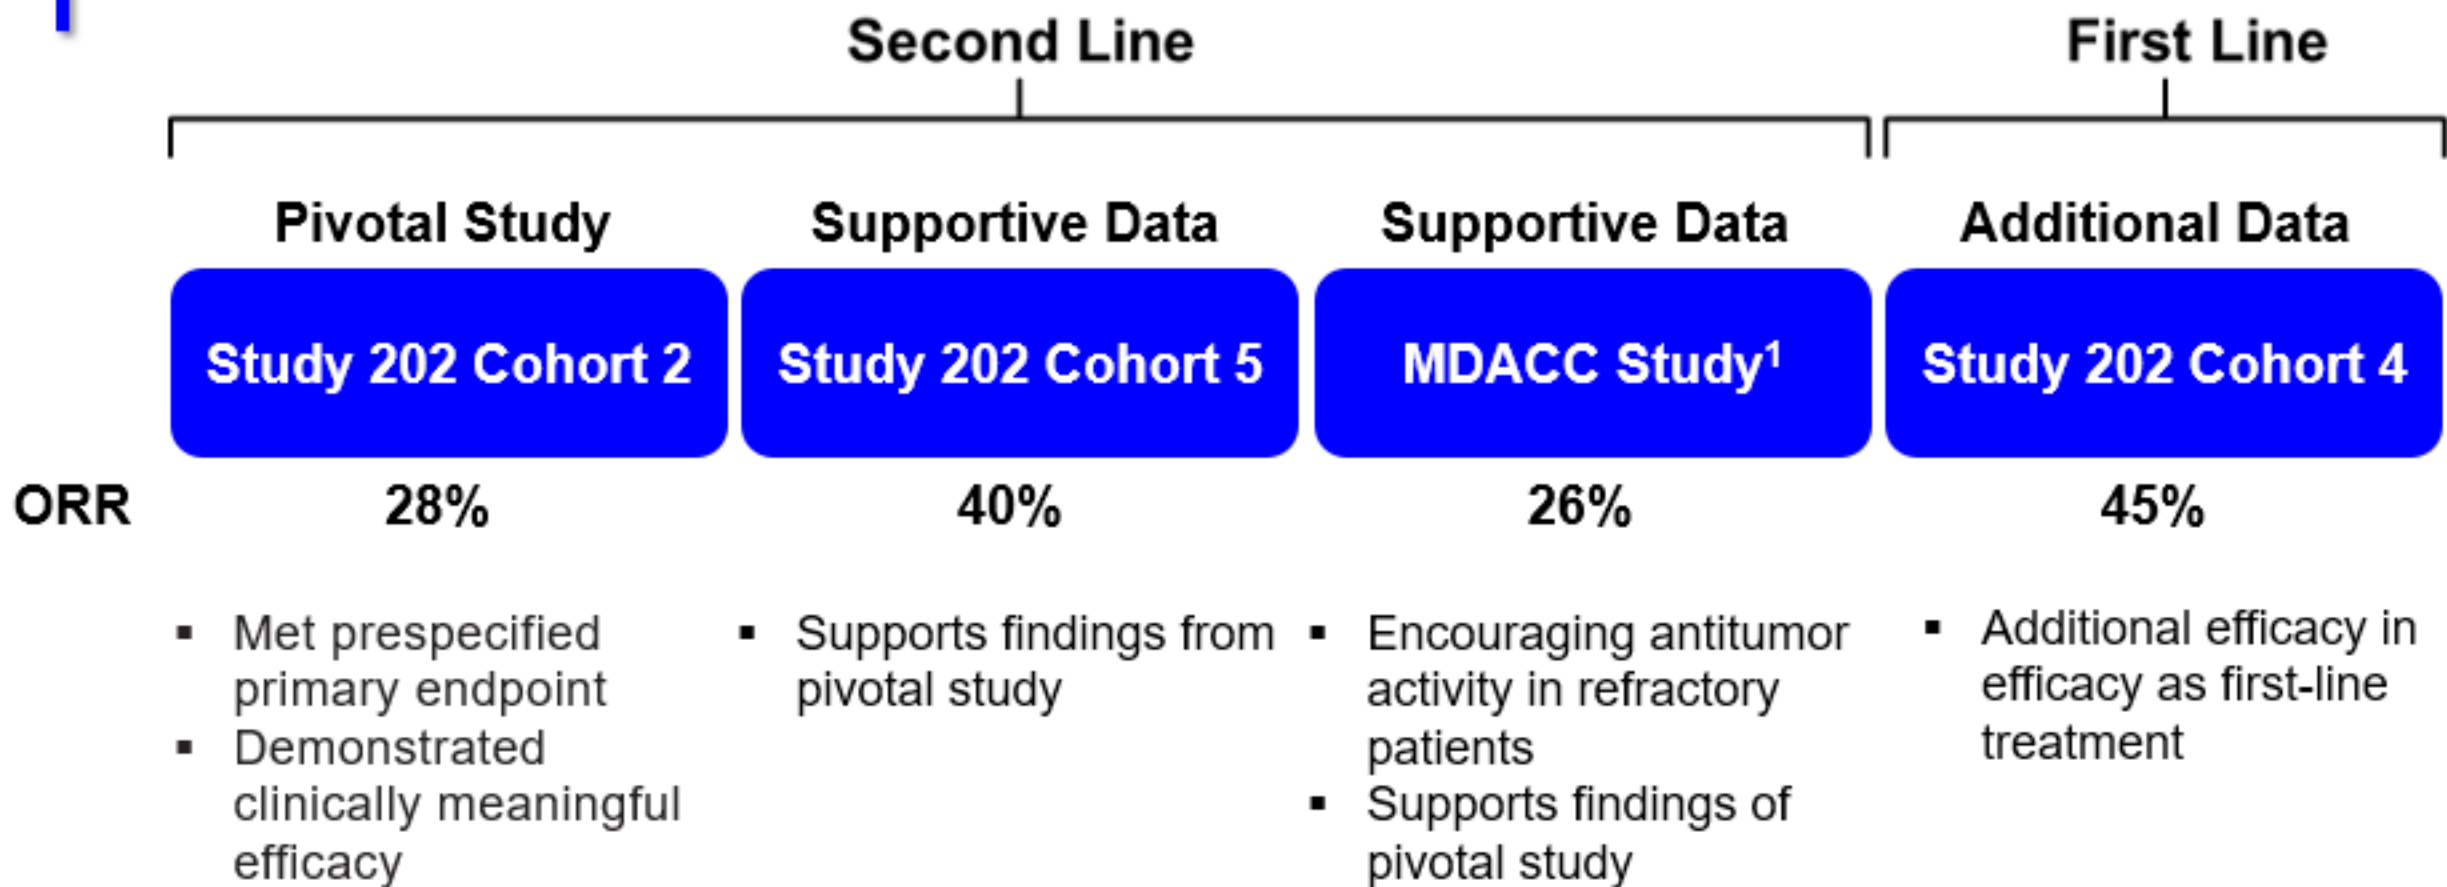 Second Line
First Line
Pivotal Study
Supportive Data
Supportive Data
Additional Data
Study 202 Cohort 2
Study 202 Cohort 5
MDACC Study¹
Study 202 Cohort 4
ORR
28%
40%
26%
45%
▪ Met prespecified
primary endpoint
▪ Demonstrated
clinically meaningful
efficacy
▪ Supports findings from
pivotal study
▪ Encouraging antitumor
activity in refractory
patients
▪ Supports findings of
pivotal study
▪ Additional efficacy in
efficacy as first-line
treatment